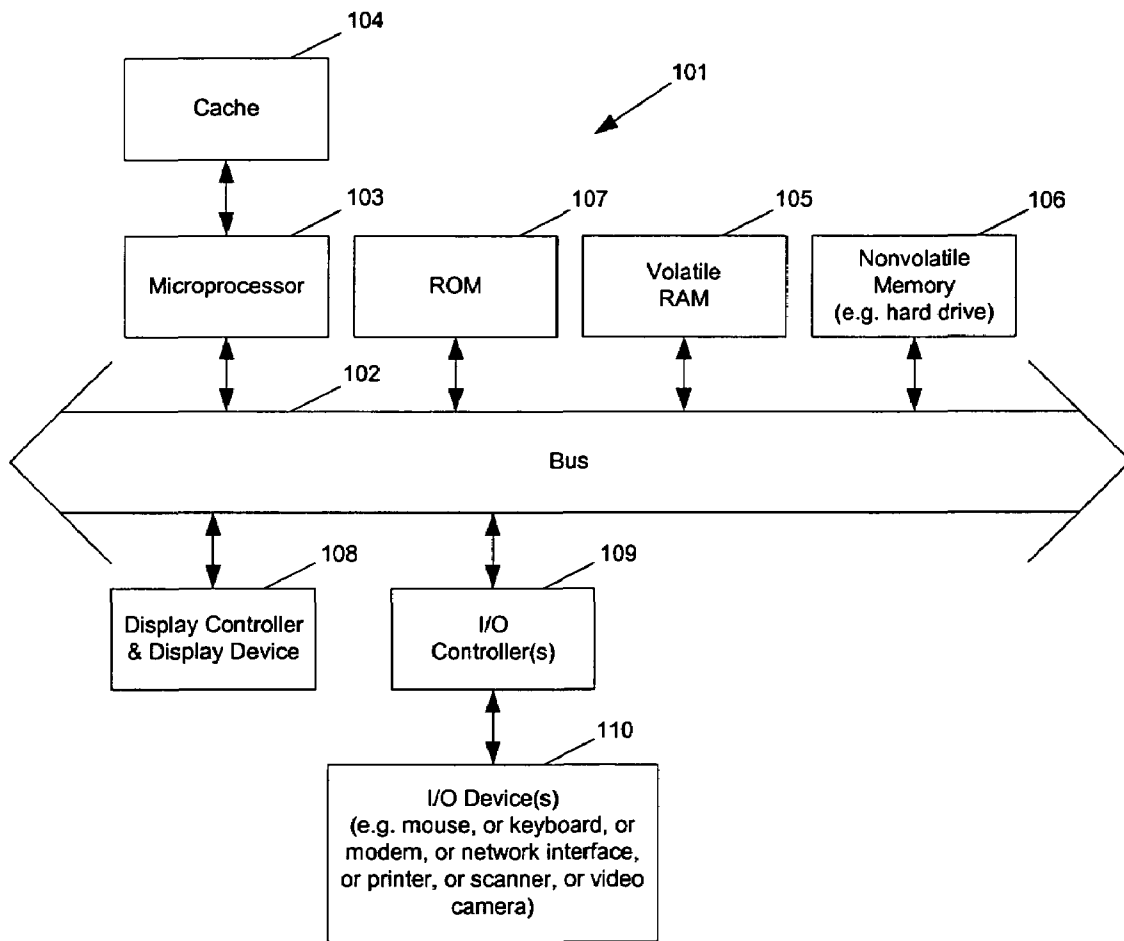 104
Cache
101
103
107
105
106
Microprocessor
ROM
Volatile
RAM
Nonvolatile
Memory
(e.g. hard drive)
102
Bus
108
109
Display Controller
& Display Device
I/O
Controller(s)
110
I/O Device(s)
(e.g. mouse, or keyboard, or
modem, or network interface,
or printer, or scanner, or video
camera)